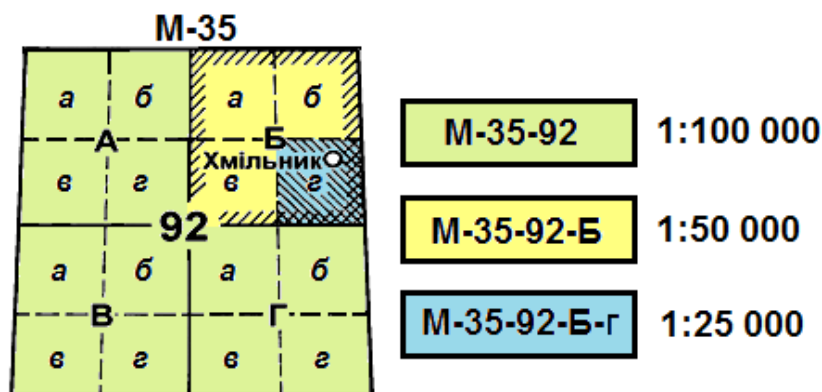 М-35
а б а б
А Б
Хмільник
в г в г
92
а б а б
В Г
в г в г
М-35-92 1:100 000
М-35-92-Б 1:50 000
М-35-92-Б-г 1:25 000